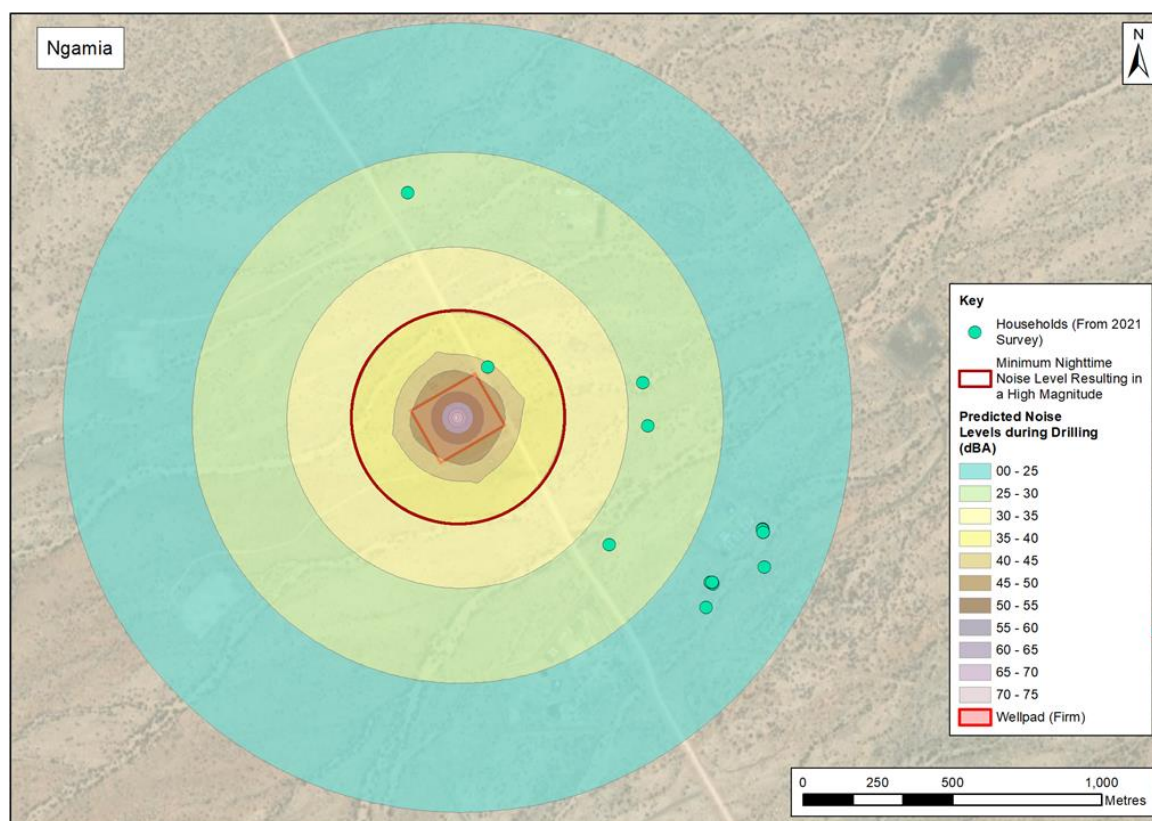 Ngamia
N
Key
Households (From 2021
Survey)
Minimum Nighttime
Noise Level Resulting in
a High Magnitude
Predicted Noise
Levels during Drilling
(dBA)
00 - 25
25 - 30
30 - 35
35 - 40
40 - 45
45 - 50
50 - 55
55 - 60
60 - 65
65 - 70
70 - 75
Wellpad (Firm)
0 250 500 1,000
Metres